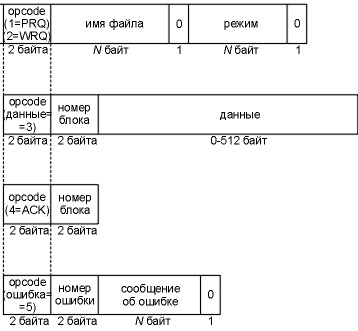 opcode
(1=PRQ)
(2=WRQ)
имя файла
0
режим
0
2 байта
N байт
1
N байт
1
opcode
(данные=
=3)
номер
блока
данные
2 байта
2 байта
0-512 байт
opcode
(4=ACK)
номер
блока
2 байта
2 байта
opcode
(ошибка=
=5)
номер
ошибки
сообщение
об ошибке
0
2 байта
2 байта
N байт
1